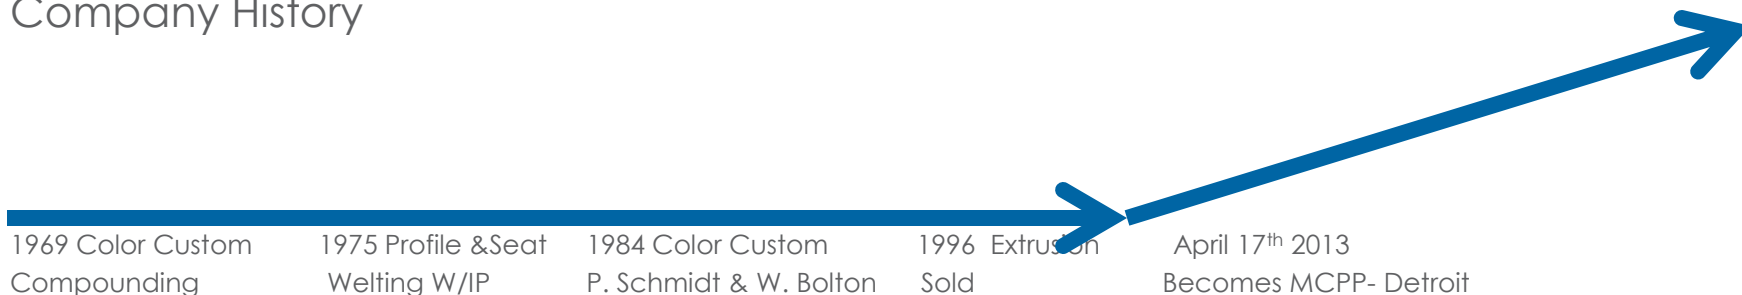 Company History
1969 Color Custom
Compounding
1975 Profile &Seat
Welting W/IP
1984 Color Custom
P. Schmidt & W. Bolton
1996 Extrusion
Sold
April 17th 2013
Becomes MCPP- Detroit